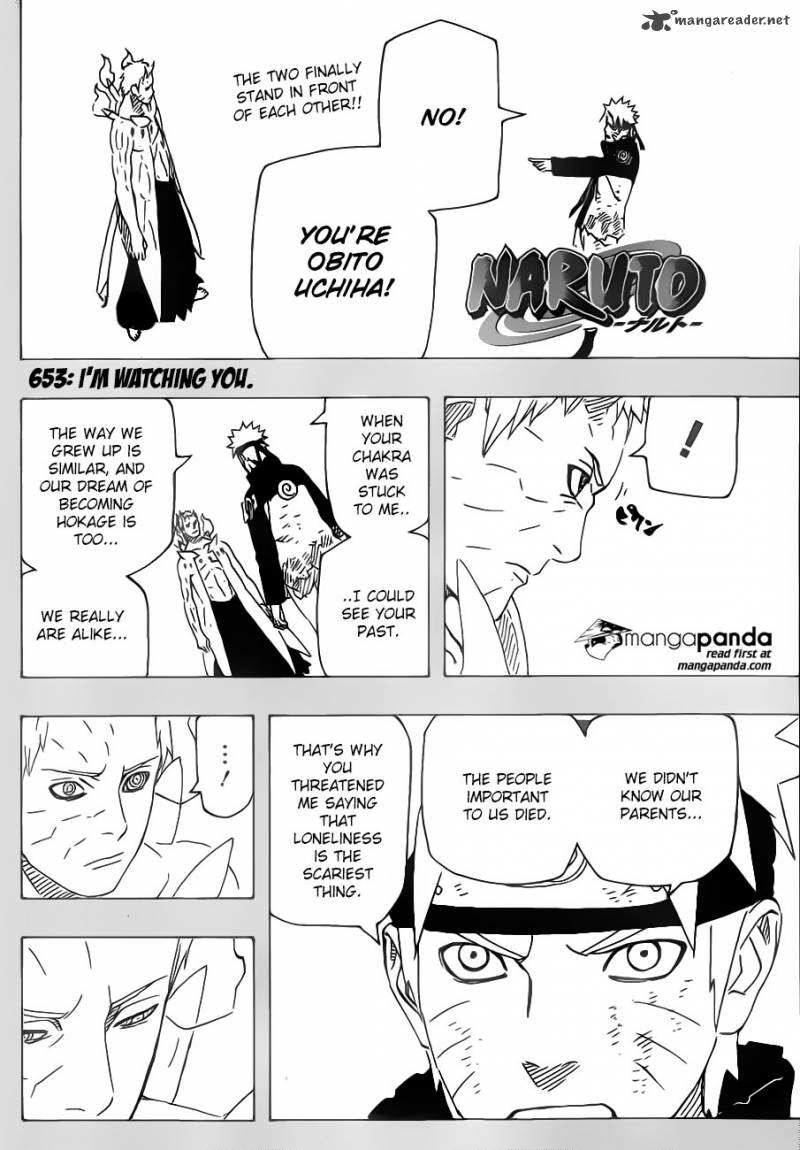 mangareader.net
NO!
THE TWO FINALLY
STAND IN FRONT
OF EACH OTHER!!
YOU'RE
OBITO
UCHIHA!
NARUTO
-ナルト-
653: I'M WATCHING YOU.
!
ピクン
mangapanda
read first at
mangapanda.com
WHEN
YOUR
CHAKRA
WAS
STUCK
TO ME..
..I COULD
SEE YOUR
PAST.
THE WAY WE
GREW UP IS
SIMILAR, AND
OUR DREAM OF
BECOMING
HOKAGE IS
TOO...
WE REALLY
ARE ALIKE...
WE DIDN'T
KNOW OUR
PARENTS...
THE PEOPLE
IMPORTANT
TO US DIED.
THAT'S WHY
YOU
THREATENED
ME SAYING
THAT
LONELINESS
IS THE
SCARIEST
THING.
...!